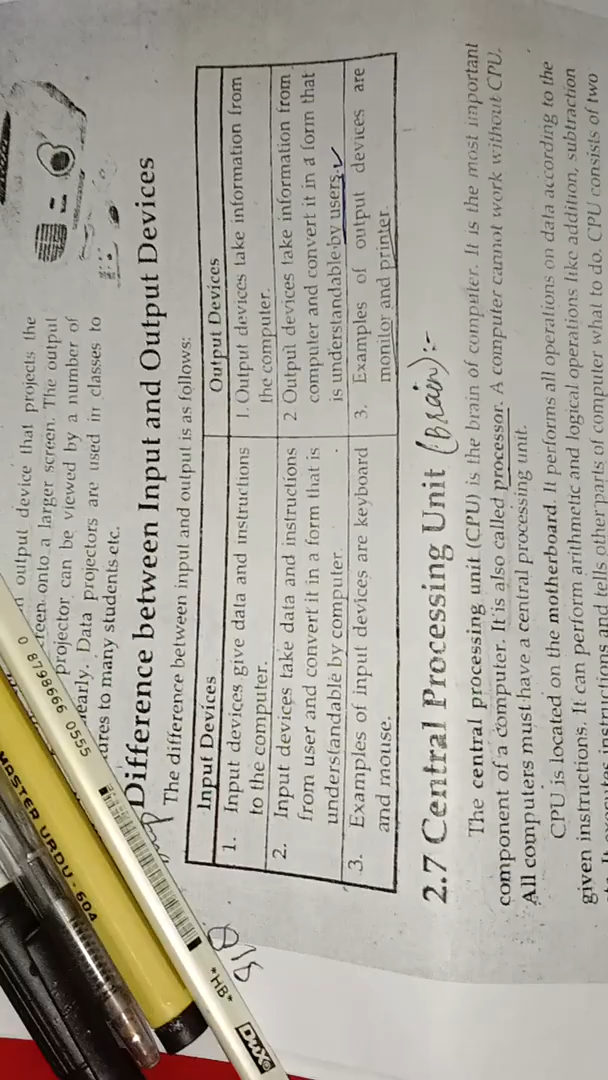 output device that projects the
onto a larger screen. The output
projector can be viewed by a number of
Data projectors are used in classes to
to many students etc.
Difference between Input and Output Devices
The difference between input and output is as follows:
Input Devices
Output Devices
1. Input devices give data and instructions
to the computer.
1. Output devices take information from
the computer.
2. Input devices take data and instructions
from user and convert it in a form that is
understandable by computer.
2 Output devices take information from
computer and convert it in a form that
is understandable by users.
3. Examples of input devices are keyboard
and mouse.
3. Examples of output devices are
monitor and printer.
2.7 Central Processing Unit (Brain):-
The central processing unit (CPU) is the brain of computer. It is the most important
component of a computer. It is also called processor. A computer cannot work without CPU.
All computers must have a central processing unit.
CPU is located on the motherboard. It performs all operations on data according to the
given instructions. It can perform arithmetic and logical operations like addition, subtraction
instructions and tells other parts of computer what to do. CPU consists of two
MASTER URDU - 604
5550 9998678 0
*HB*
DUX